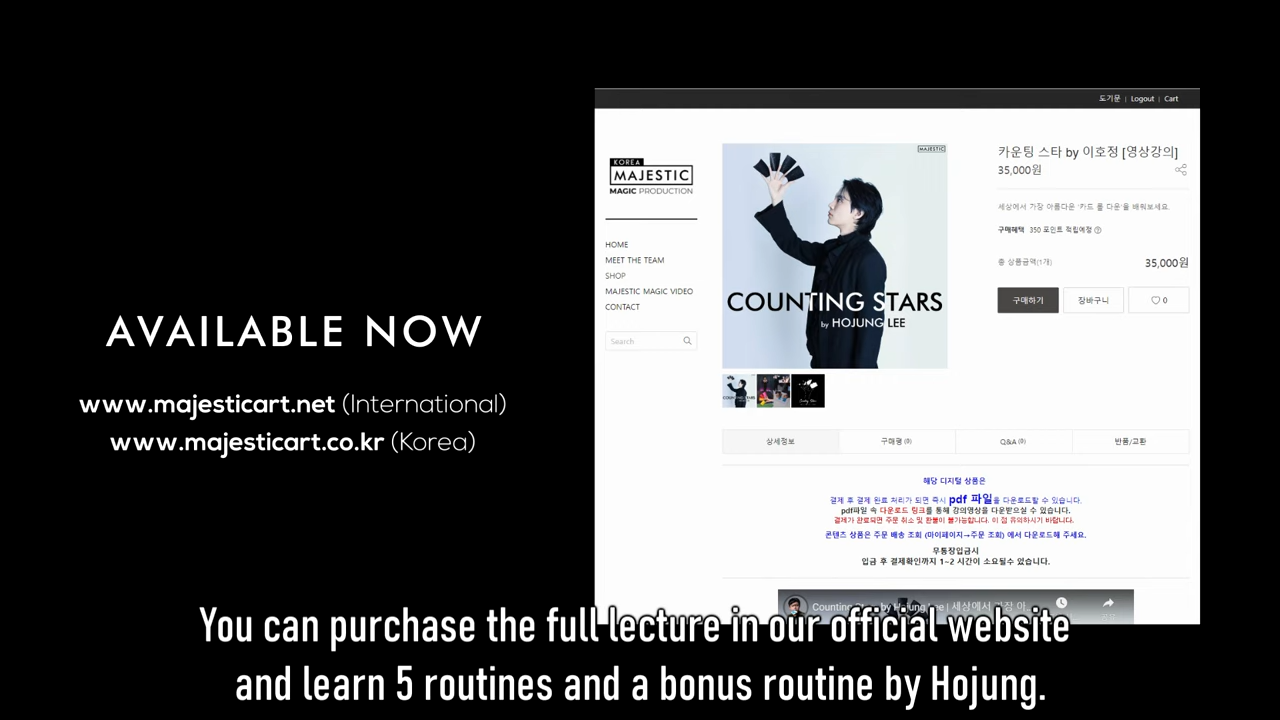 AVAILABLE NOW
www.majesticart.net (International)
www.majesticart.co.kr (Korea)
도기문 | Logout | Cart
KOREA
MAJESTIC
MAGIC PRODUCTION
HOME
MEET THE TEAM
SHOP
MAJESTIC MAGIC VIDEO
CONTACT
Search
MAJESTIC
COUNTING STARS
by HOJUNG LEE
카운팅 스타 by 이호정 [영상강의]
35,000원
세상에서 가장 아름다운 '카드 롤 다운'을 배워보세요.
구매혜택 350 포인트 적립예정
총 상품금액(1개) 35,000원
구매하기 장바구니 ♡ 0
상세정보 구매평 (0) Q&A (0) 반품/교환
해당 디지털 상품은
결제 후 결제 완료 처리가 되면 즉시 pdf 파일을 다운로드할 수 있습니다.
pdf파일 속 다운로드 링크를 통해 강의영상을 다운받으실 수 있습니다.
결제가 완료되면 주문 취소 및 환불이 불가능합니다. 이 점 유의하시기 바랍니다.
콘텐츠 상품은 주문 배송 조회 (마이페이지→주문 조회) 에서 다운로드해 주세요.
무통장입금시
입금 후 결제확인까지 1~2 시간이 소요될수 있습니다.
Counting Stars by Hojung Lee | 세상에서 가장 아...
You can purchase the full lecture in our official website
and learn 5 routines and a bonus routine by Hojung.